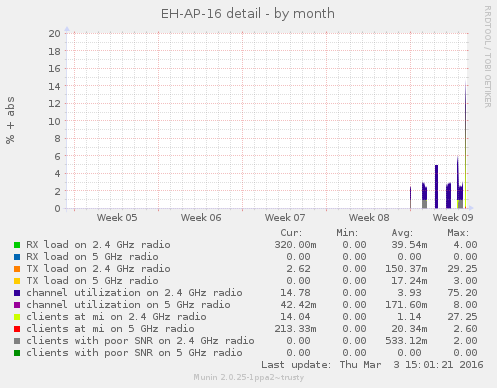 EH-AP-16 detail - by month
RRDTOOL / TOBI OETIKER
% + abs
20
18
16
14
12
10
8
6
4
2
0
Week 05 Week 06 Week 07 Week 08 Week 09
Cur: Min: Avg: Max:
RX load on 2.4 GHz radio 320.00m 0.00 39.54m 4.00
RX load on 5 GHz radio 0.00 0.00 0.00 0.00
TX load on 2.4 GHz radio 2.62 0.00 150.37m 29.25
TX load on 5 GHz radio 0.00 0.00 17.24m 3.00
channel utilization on 2.4 GHz radio 14.78 0.00 3.93 75.20
channel utilization on 5 GHz radio 42.42m 0.00 171.60m 8.00
clients at mi on 2.4 GHz radio 14.04 0.00 1.14 27.25
clients at mi on 5 GHz radio 213.33m 0.00 20.34m 2.60
clients with poor SNR on 2.4 GHz radio 0.00 0.00 533.12m 2.00
clients with poor SNR on 5 GHz radio 0.00 0.00 0.00 0.00
Last update: Thu Mar 3 15:01:21 2016
Munin 2.0.25-1ppa2~trusty